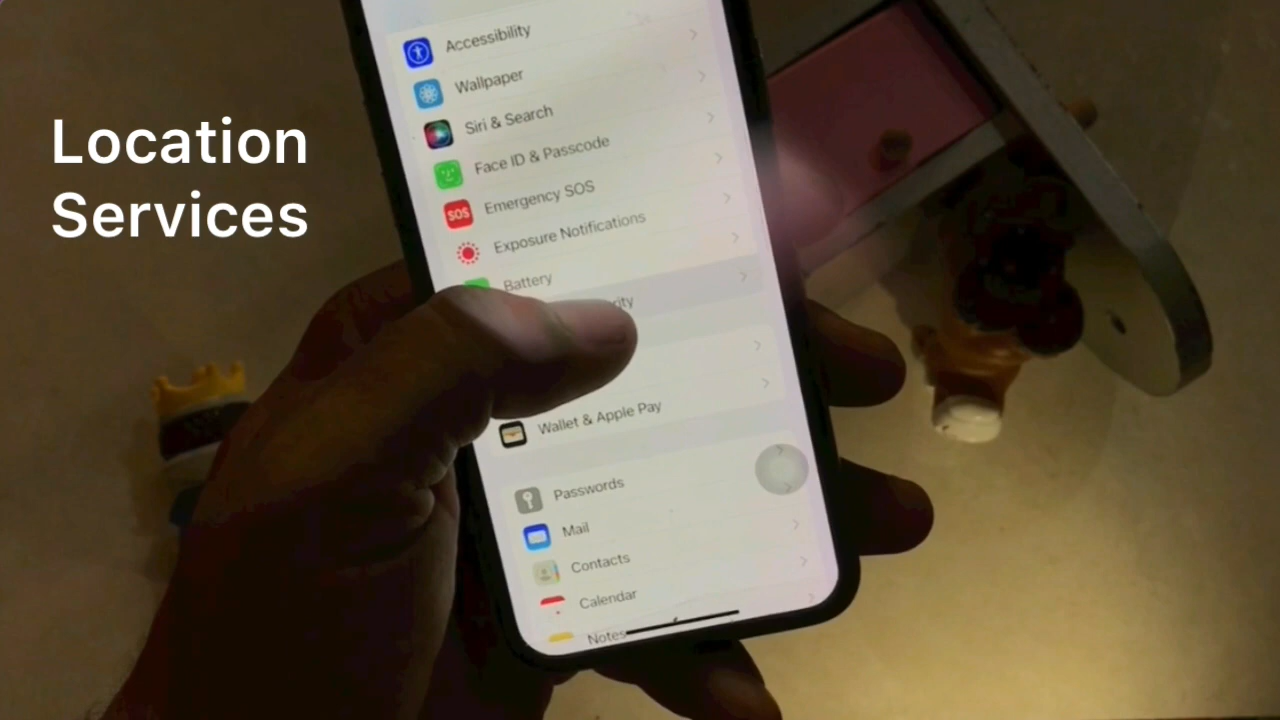 Location
Services
Accessibility
Wallpaper
Siri & Search
Face ID & Passcode
SOS Emergency SOS
Exposure Notifications
Battery
Wallet & Apple Pay
Passwords
Mail
Contacts
Calendar
Notes